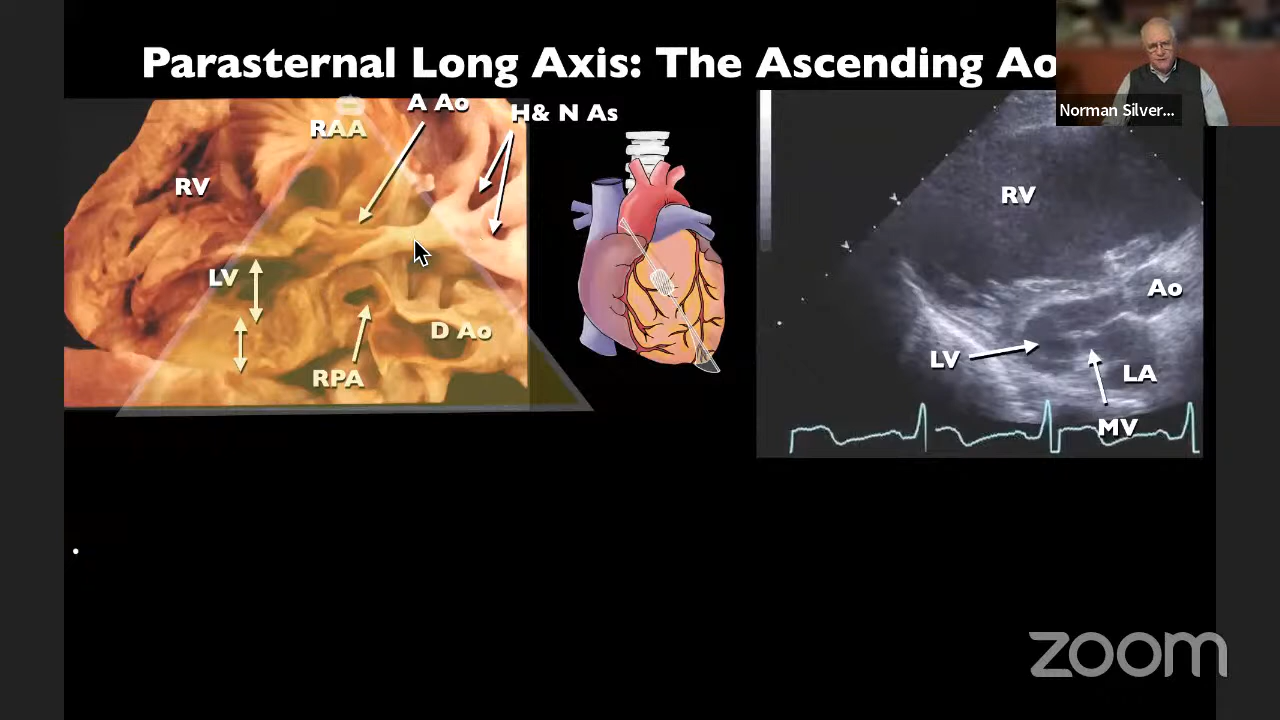 Parasternal Long Axis: The Ascending Ao
Norman Silver...
A Ao
H& N As
RAA
RV
LV
D Ao
RPA
RV
Ao
LV
LA
MV
zoom